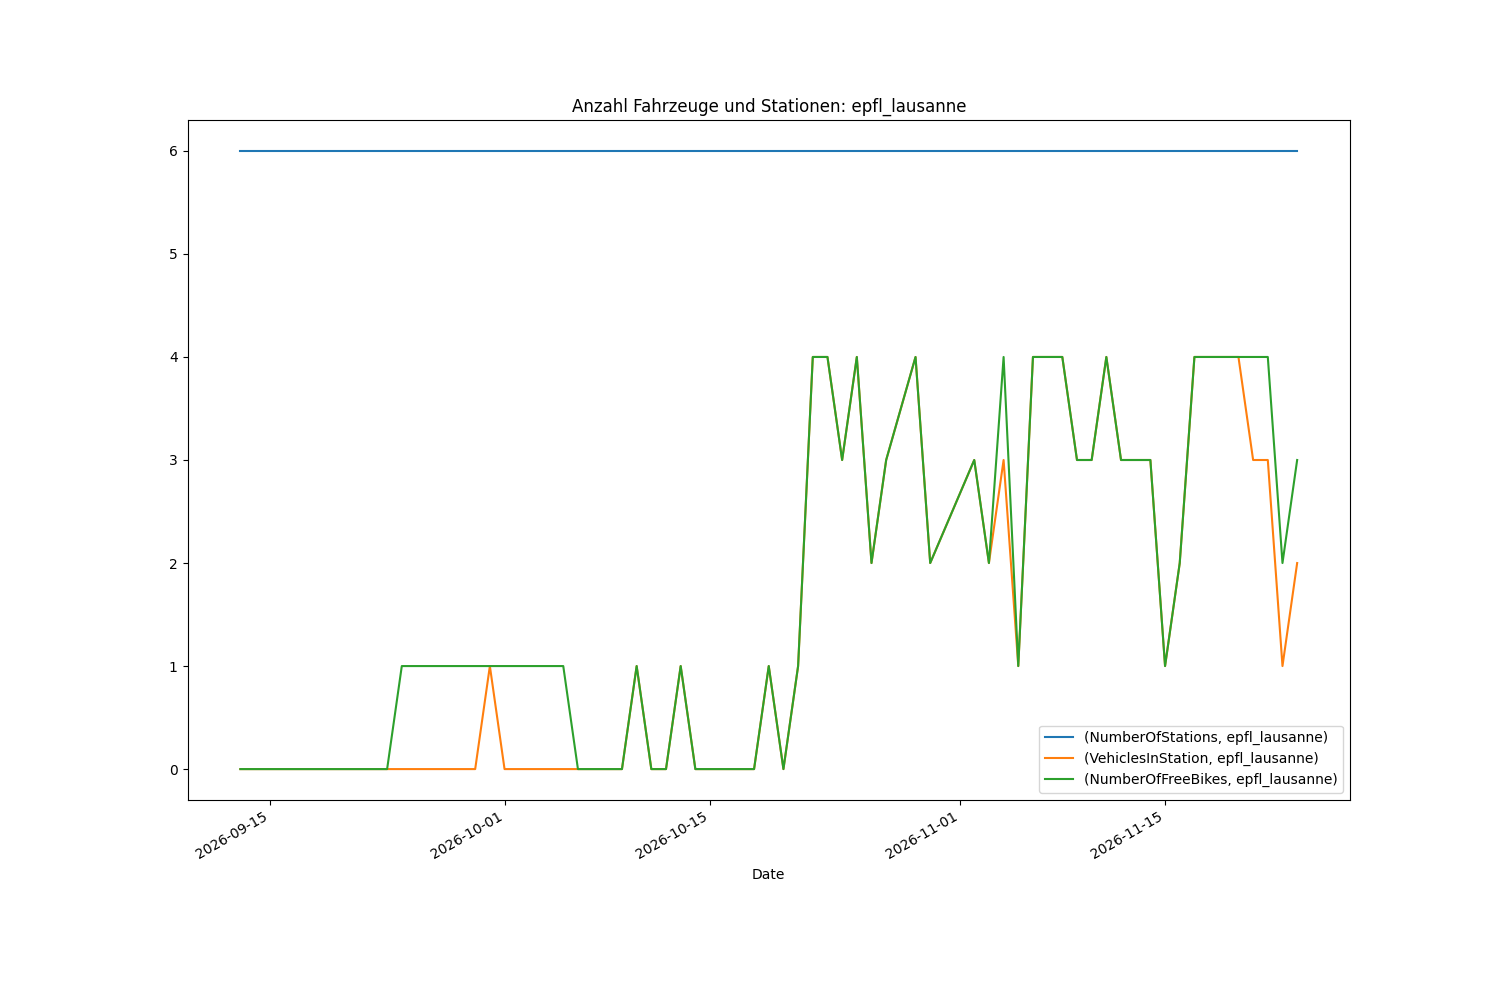 Anzahl Fahrzeuge und Stationen: epfl_lausanne
6
5
4
3
2
1
0
(NumberOfStations, epfl_lausanne)
(VehiclesInStation, epfl_lausanne)
(NumberOfFreeBikes, epfl_lausanne)
2026-09-15
2026-10-01
2026-10-15
2026-11-01
2026-11-15
Date